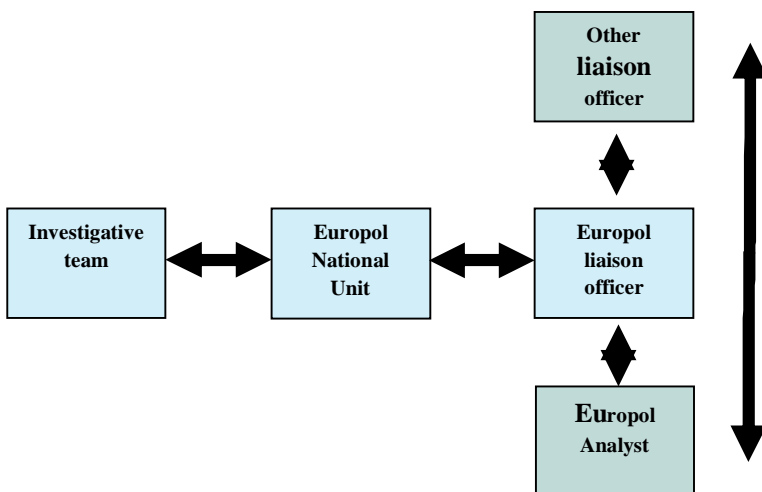 Other
liaison
officer
Investigative
team
Europol
National
Unit
Europol
liaison
officer
Europol
Analyst